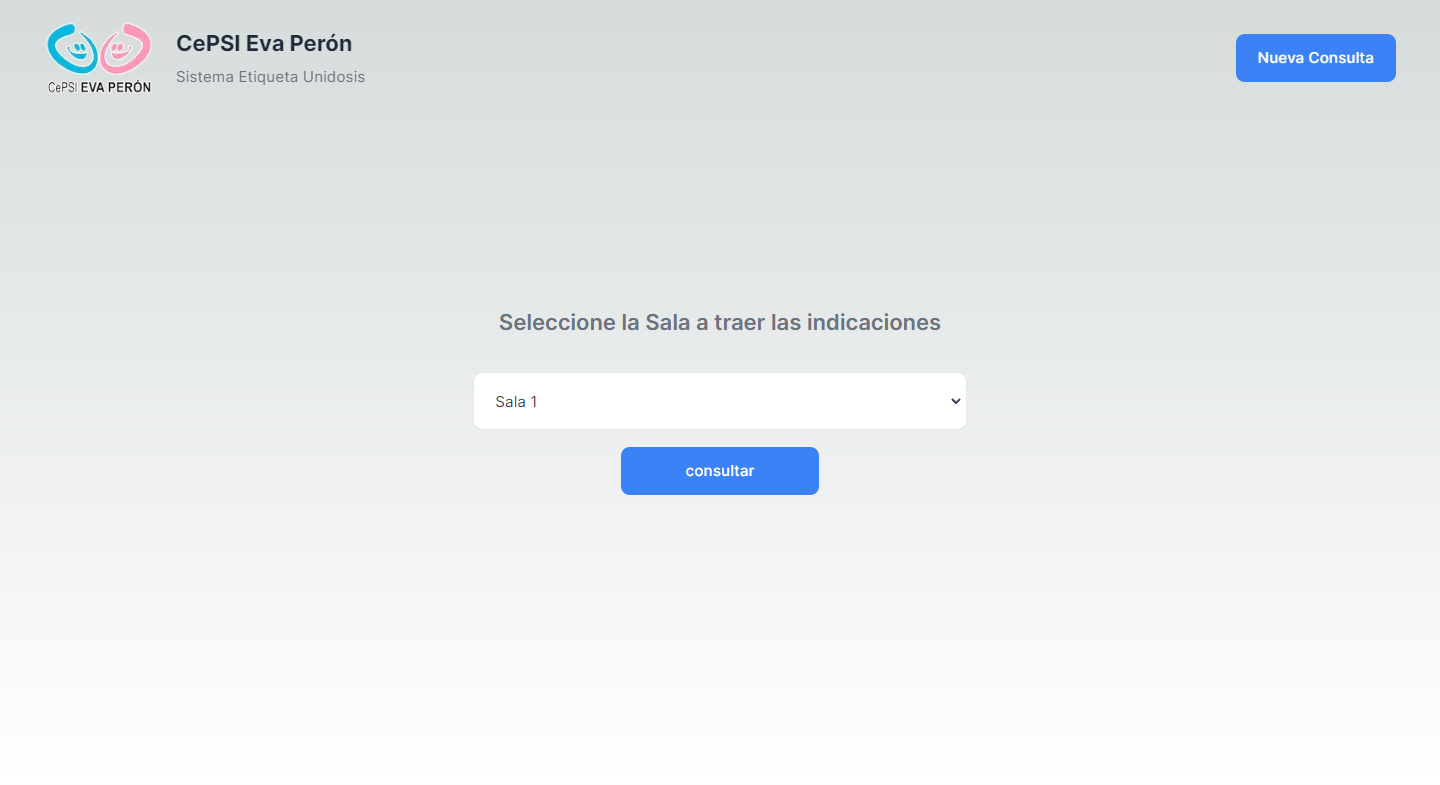 CePSI EVA PERÓN
CePSI Eva Perón
Sistema Etiqueta Unidosis
Nueva Consulta
Seleccione la Sala a traer las indicaciones
Sala 1
consultar